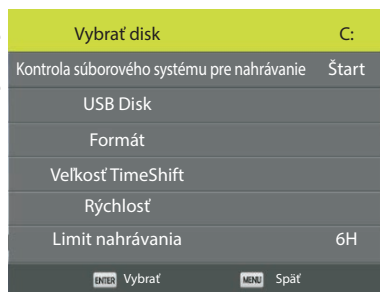 Vybrať disk C:
Kontrola súborového systému pre nahrávanie Štart
USB Disk
Formát
Veľkosť TimeShift
Rýchlosť
Limit nahrávania 6H
ENTER Vybrať MENU Späť